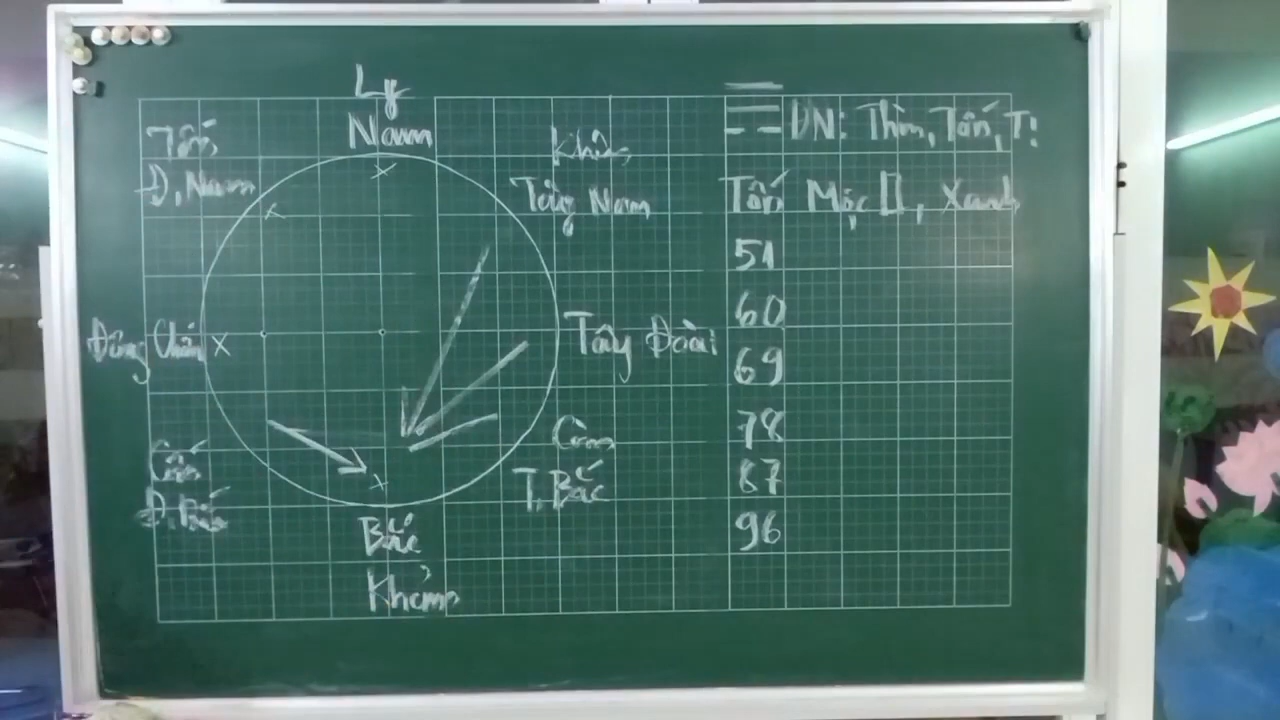 Ly
Nam
Tốn
Đ, Nam
Khôn
Tây Nam
Đông Chấn
Tây Đoài
Cấn
Đ, Bắc
Càn
T, Bắc
Bắc
Khảm
ĐN: Thìn, Tốn, Tị
Tốn Mộc, Xanh
51
60
69
78
87
96